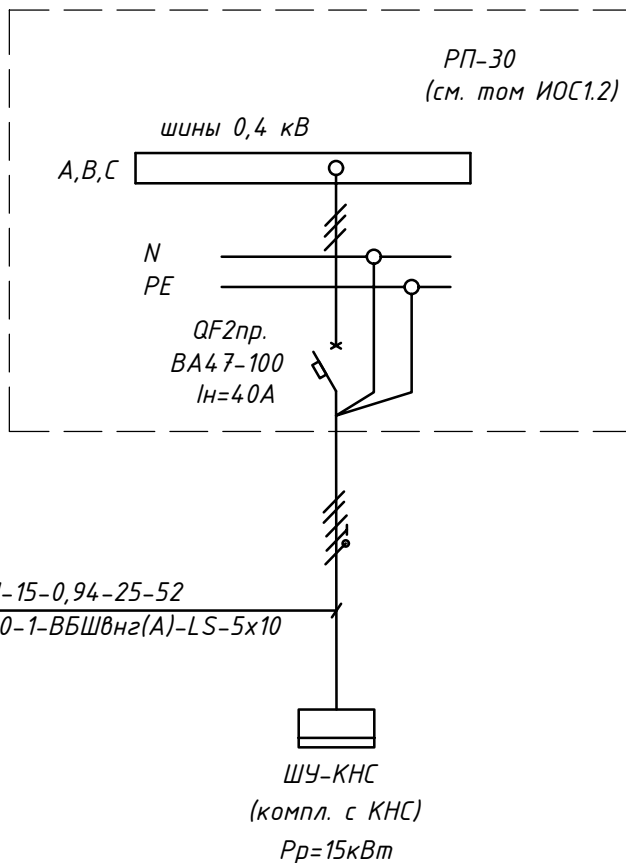 РП-30
(см. том ИОС1.2)
шины 0,4 кВ
А,В,С
N
PE
QF2пр.
ВА47-100
Iн=40А
-15-0,94-25-52
0-1-ВБШвнг(А)-LS-5х10
ШУ-КНС
(компл. с КНС)
Рр=15кВт